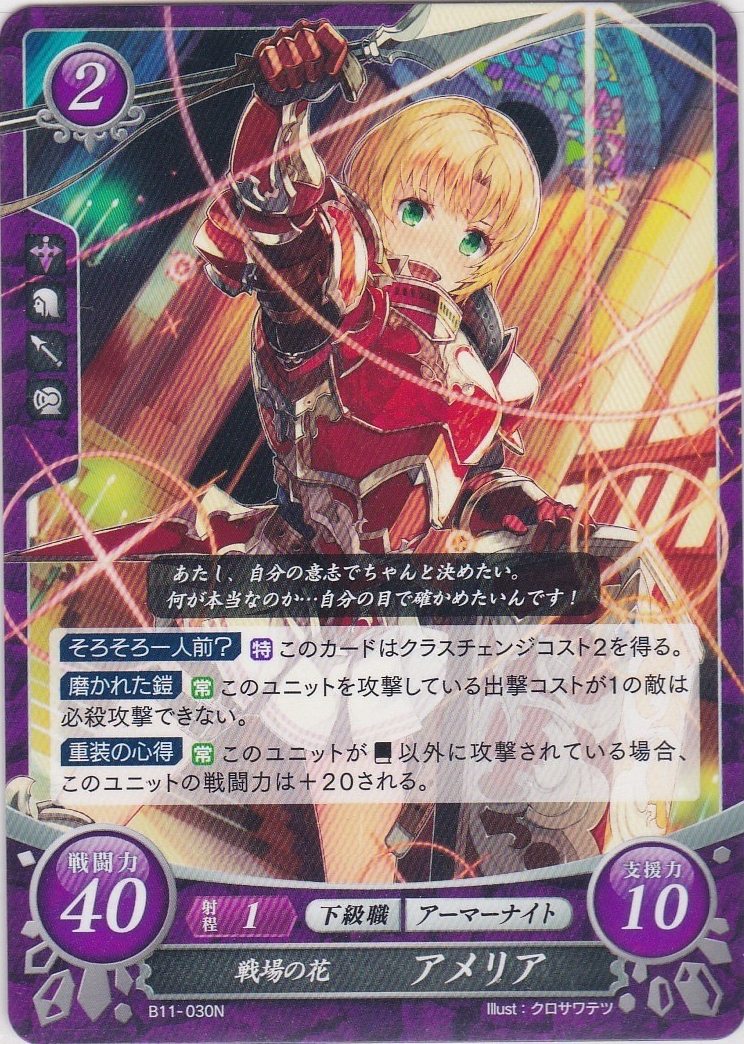 2
あたし、自分の意志でちゃんと決めたい。
何が本当なのか…自分の目で確かめたいんです！
そろそろ一人前？ 特 このカードはクラスチェンジコスト2を得る。
磨かれた鎧 常 このユニットを攻撃している出撃コストが1の敵は
必殺攻撃できない。
重装の心得 常 このユニットが 以外に攻撃されている場合、
このユニットの戦闘力は＋20される。
戦闘力
40
射程 1
下級職 アーマーナイト
支援力
10
戦場の花 アメリア
B11-030N
Illust：クロサワテツ